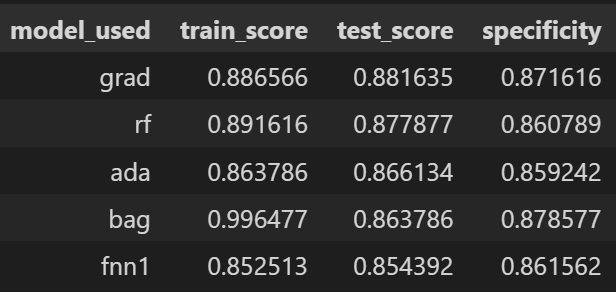 model_used train_score test_score specificity
grad 0.886566 0.881635 0.871616
rf 0.891616 0.877877 0.860789
ada 0.863786 0.866134 0.859242
bag 0.996477 0.863786 0.878577
fnn1 0.852513 0.854392 0.861562